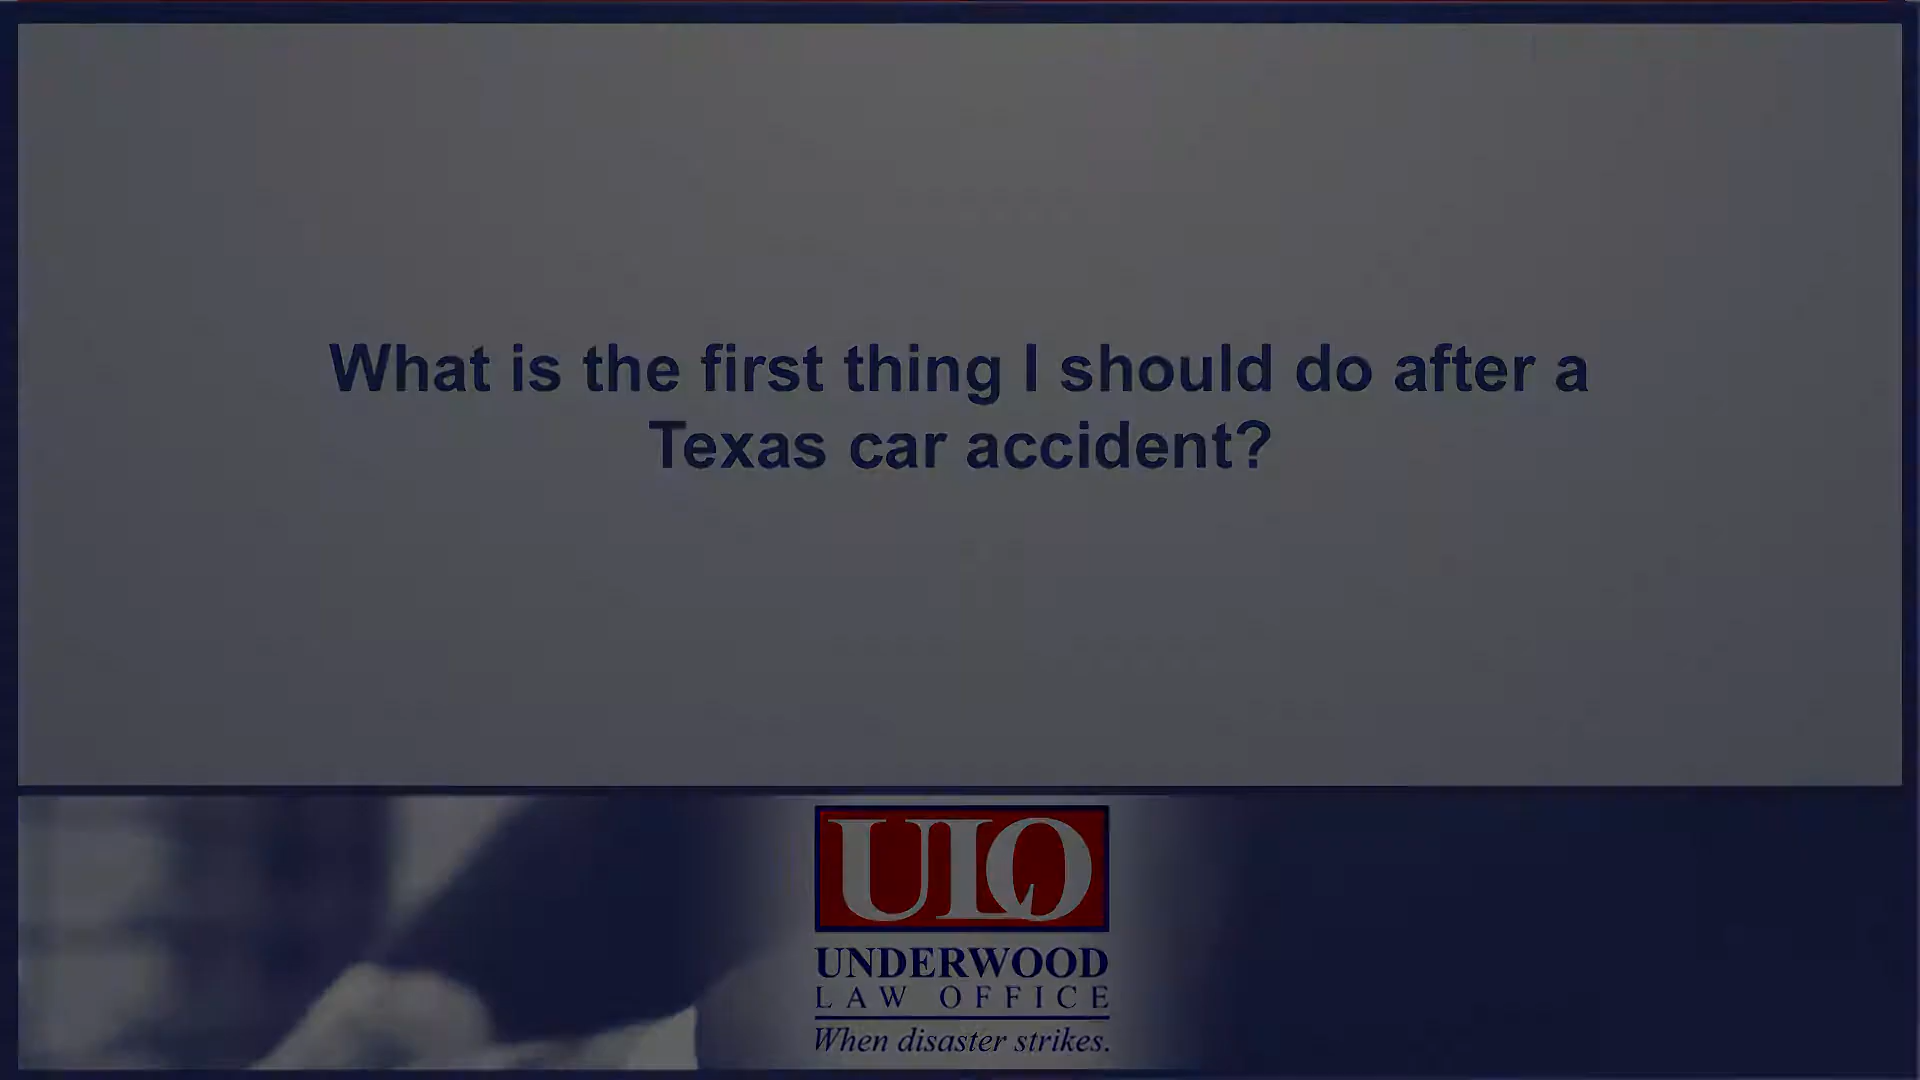 What is the first thing I should do after a
Texas car accident?
ULO
UNDERWOOD
LAW OFFICE
When disaster strikes.